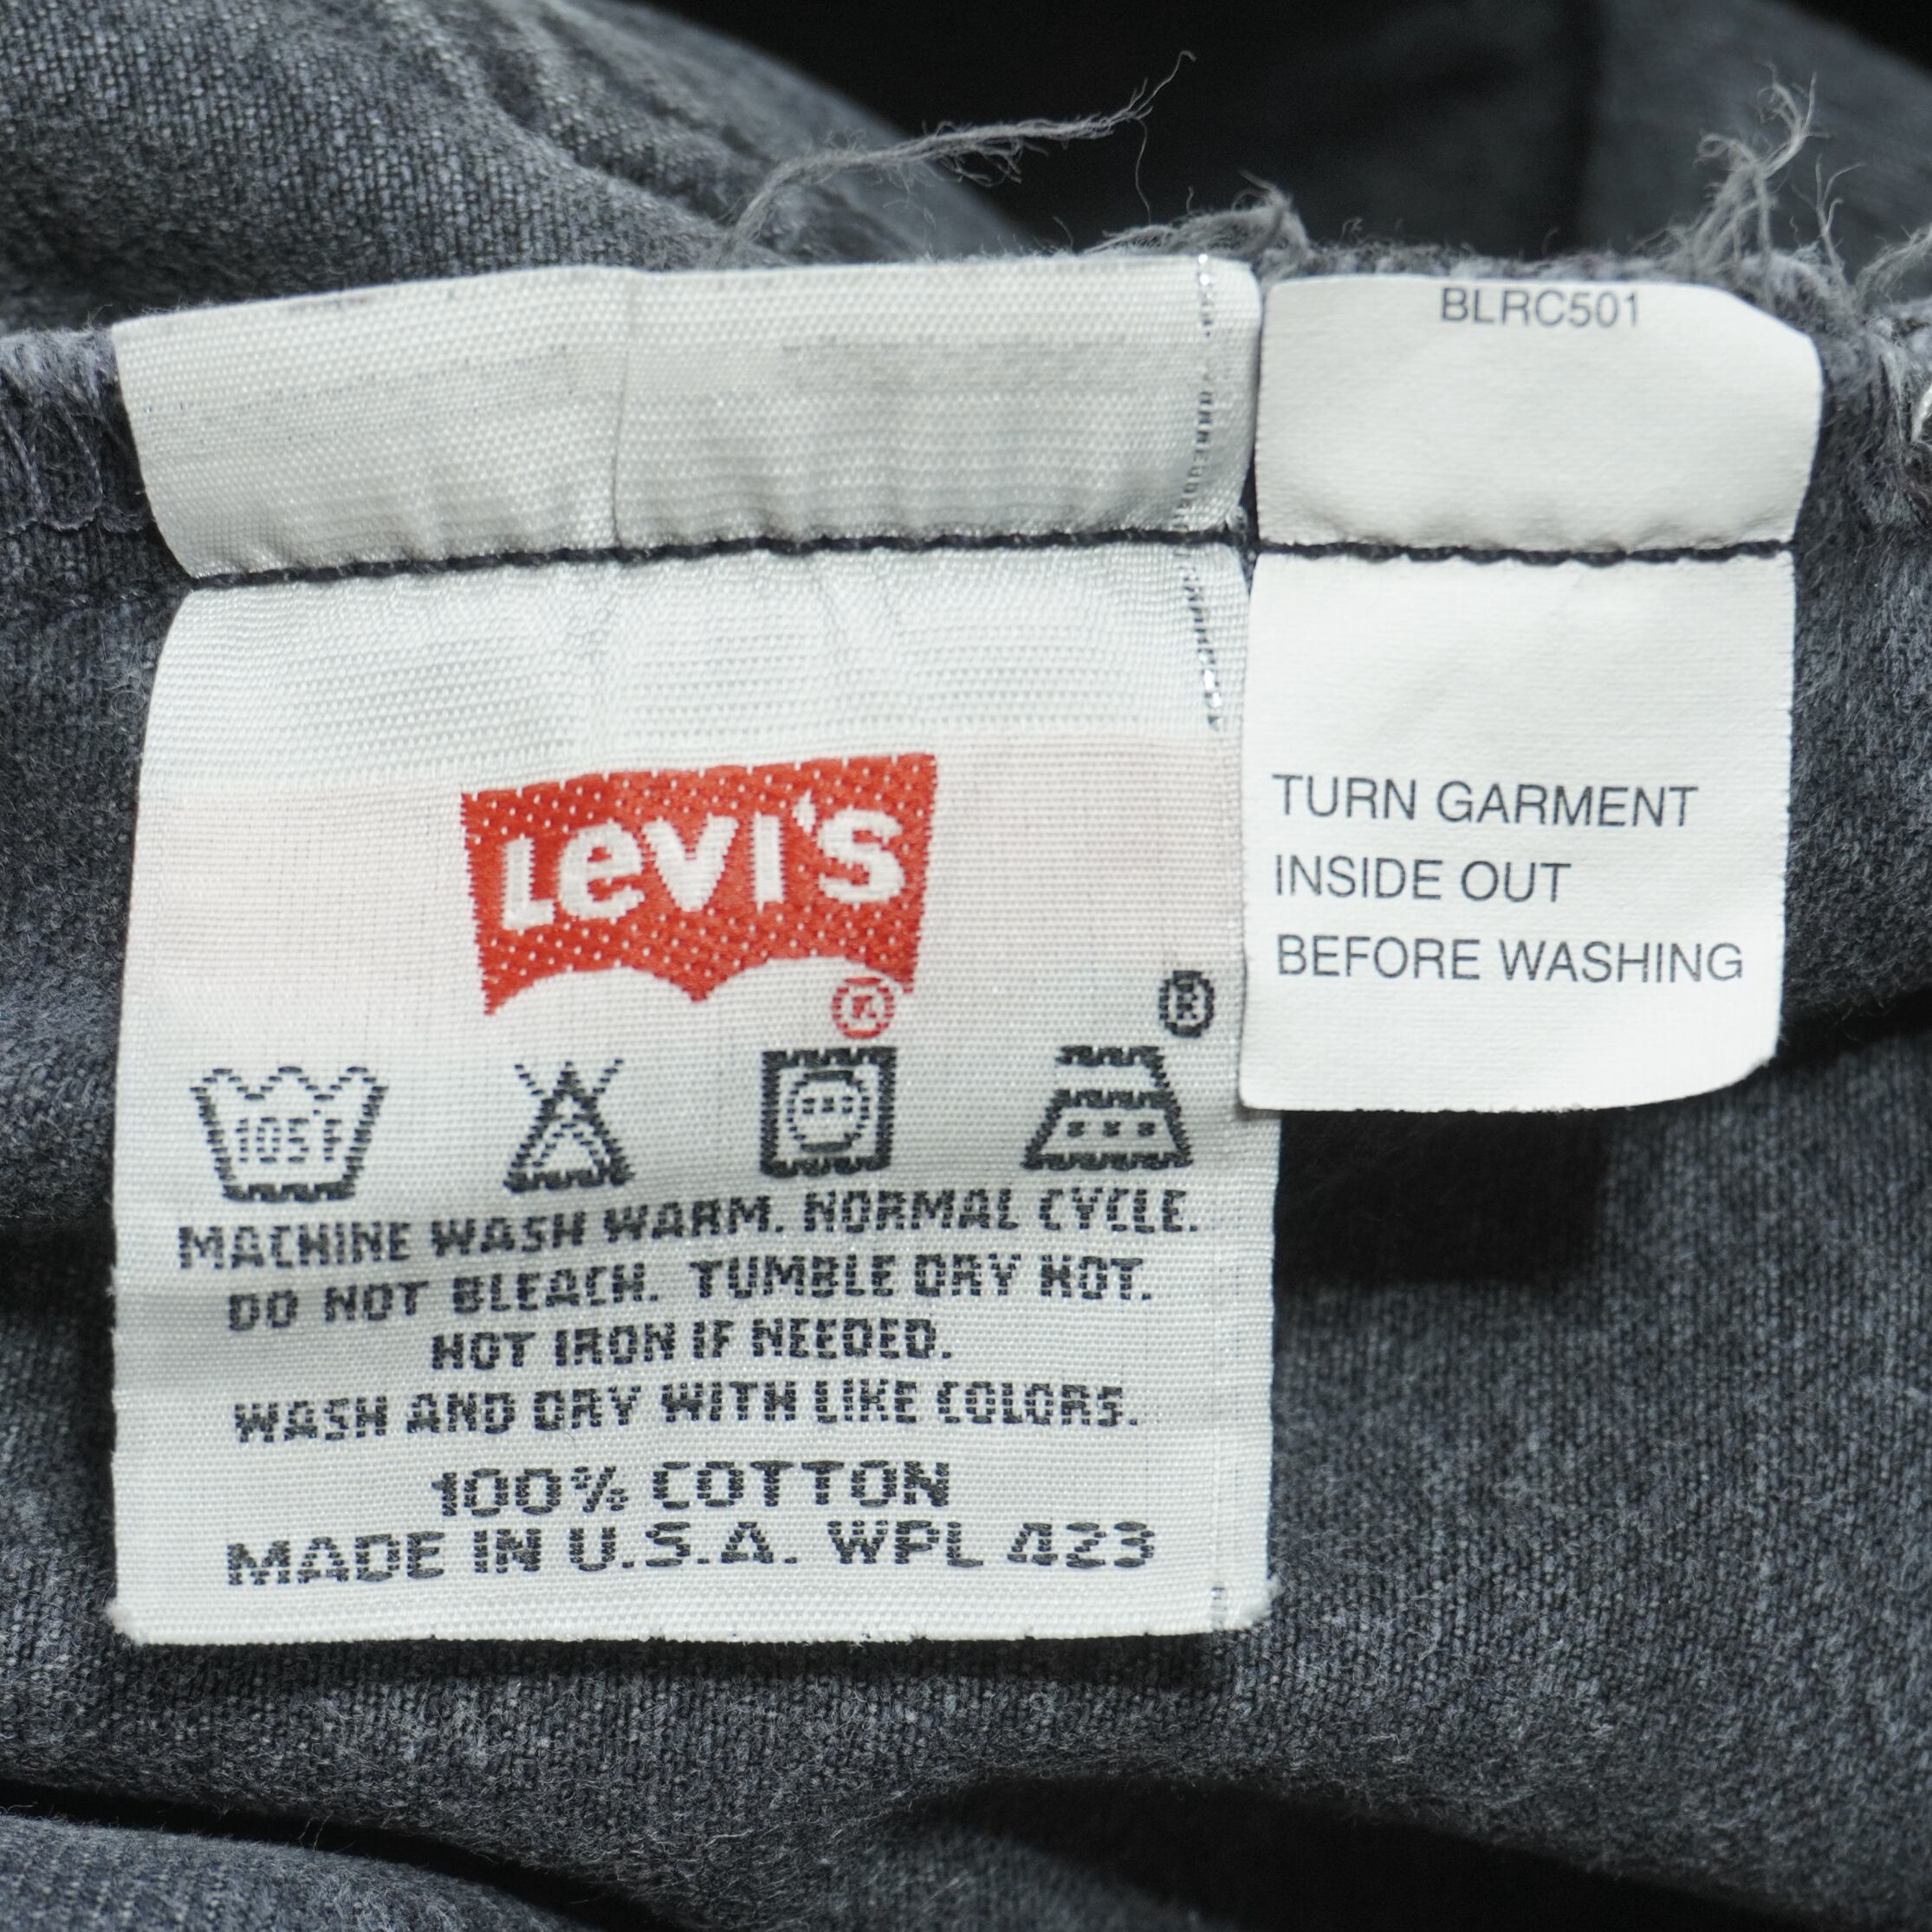 BLRC501
TURN GARMENT
INSIDE OUT
BEFORE WASHING
Levi's
®
®
105°F
MACHINE WASH WARM. NORMAL CYCLE.
DO NOT BLEACH. TUMBLE DRY HOT.
HOT IRON IF NEEDED.
WASH AND DRY WITH LIKE COLORS.
100% COTTON
MADE IN U.S.A. WPL 423